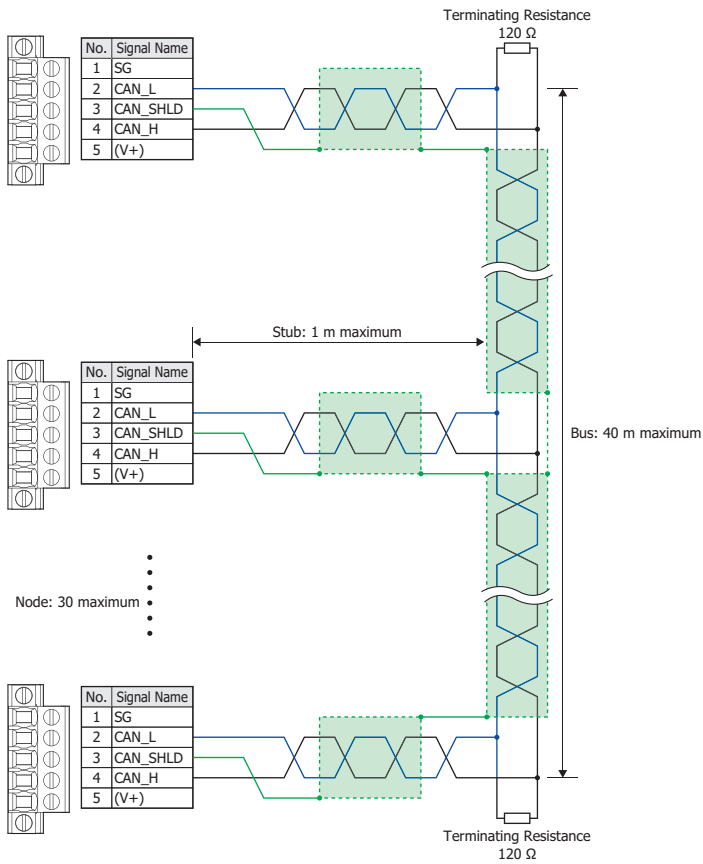 Terminating Resistance
120 Ω
No. Signal Name
1 SG
2 CAN_L
3 CAN_SHLD
4 CAN_H
5 (V+)
Stub: 1 m maximum
No. Signal Name
1 SG
2 CAN_L
3 CAN_SHLD
4 CAN_H
5 (V+)
Bus: 40 m maximum
Node: 30 maximum
No. Signal Name
1 SG
2 CAN_L
3 CAN_SHLD
4 CAN_H
5 (V+)
Terminating Resistance
120 Ω